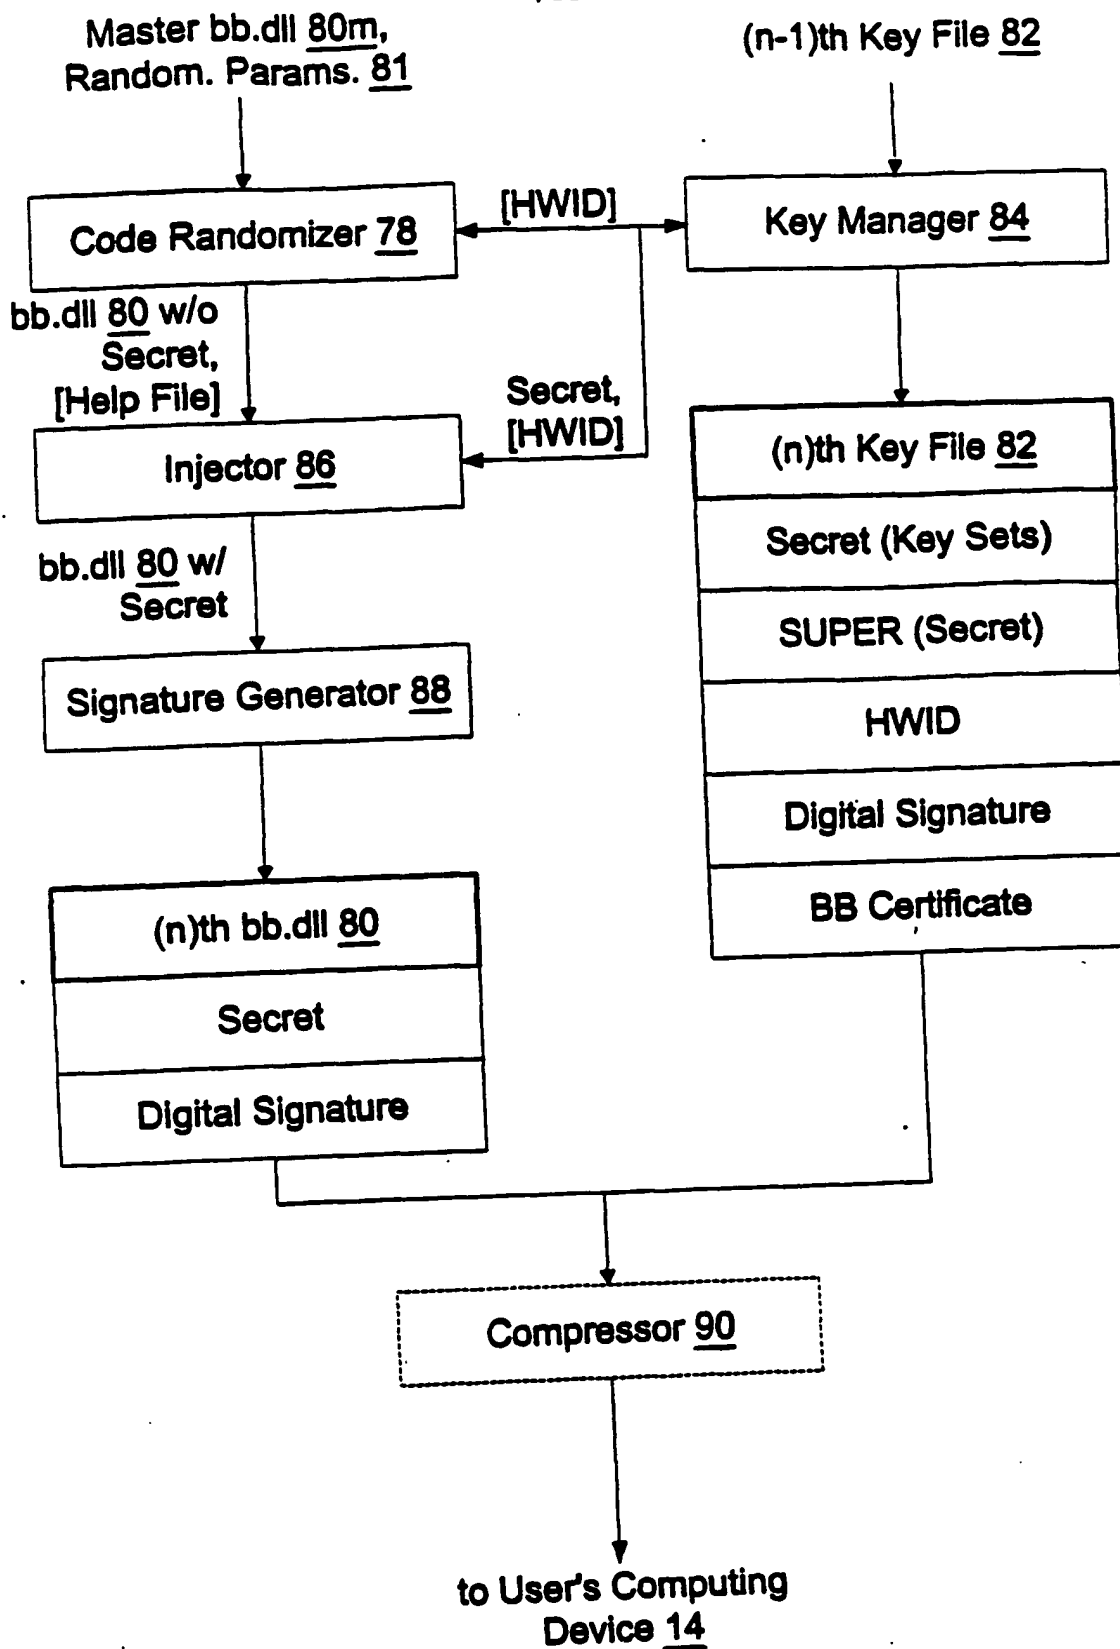 Master bb.dll 80m,
Random. Params. 81
(n-1)th Key File 82
Code Randomizer 78
[HWID]
Key Manager 84
bb.dll 80 w/o
Secret,
[Help File]
Secret,
[HWID]
Injector 86
(n)th Key File 82
Secret (Key Sets)
SUPER (Secret)
HWID
Digital Signature
BB Certificate
bb.dll 80 w/
Secret
Signature Generator 88
(n)th bb.dll 80
Secret
Digital Signature
Compressor 90
to User's Computing
Device 14